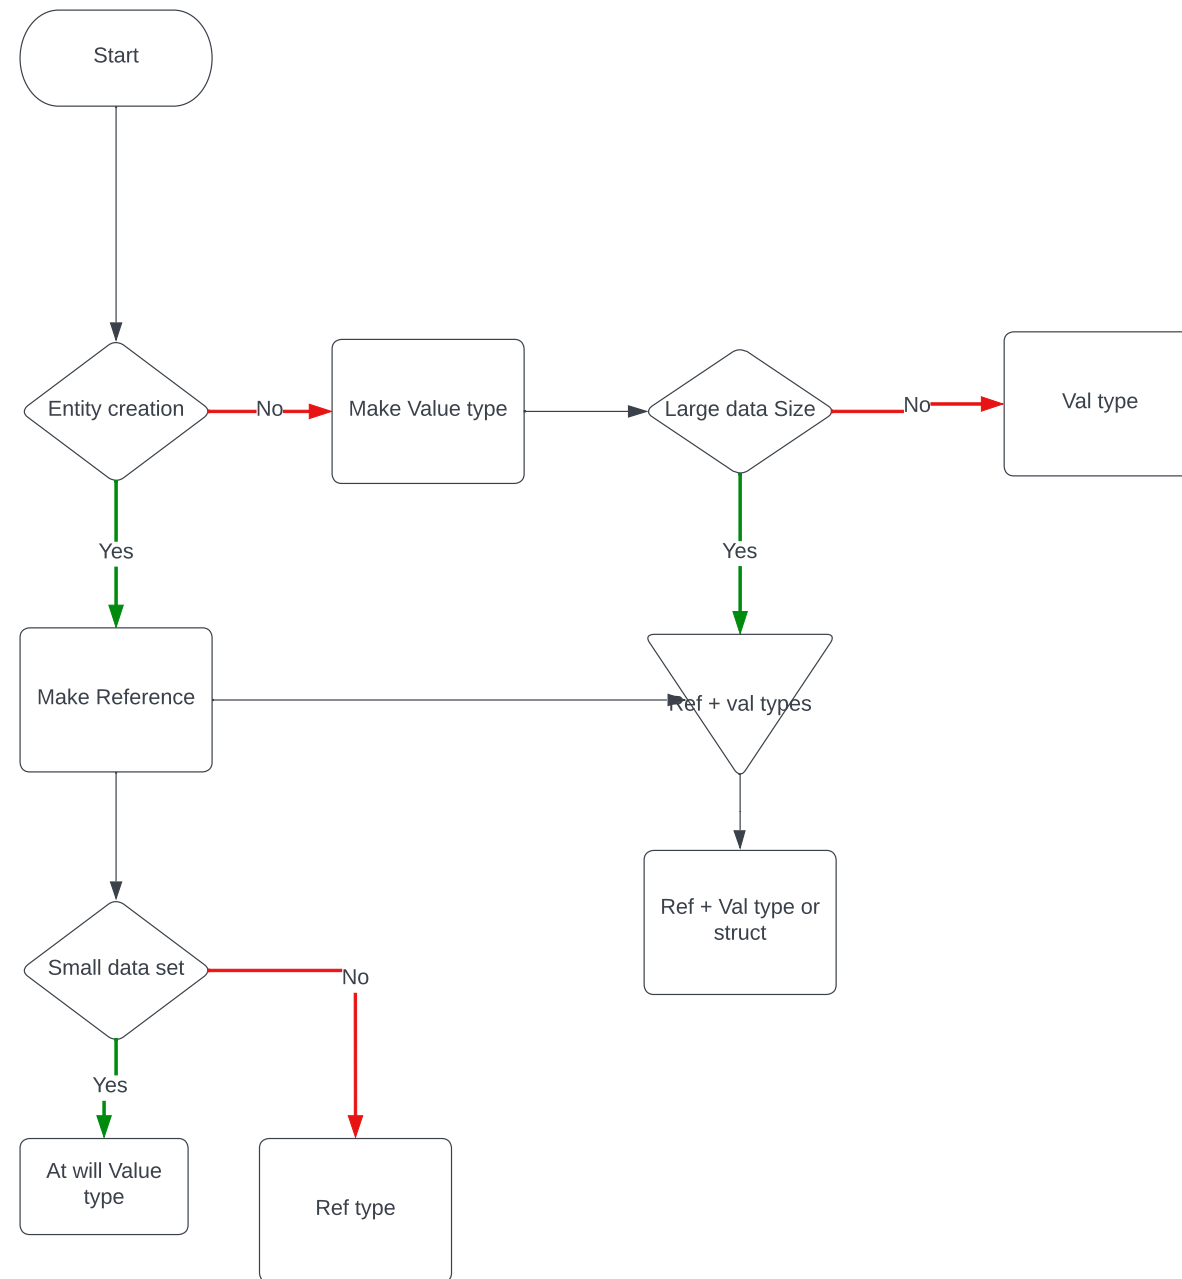 Start
Entity creation
No
Make Value type
Large data Size
No
Val type
Yes
Yes
Make Reference
Ref + val types
Ref + Val type or
struct
Small data set
No
Yes
At will Value
type
Ref type